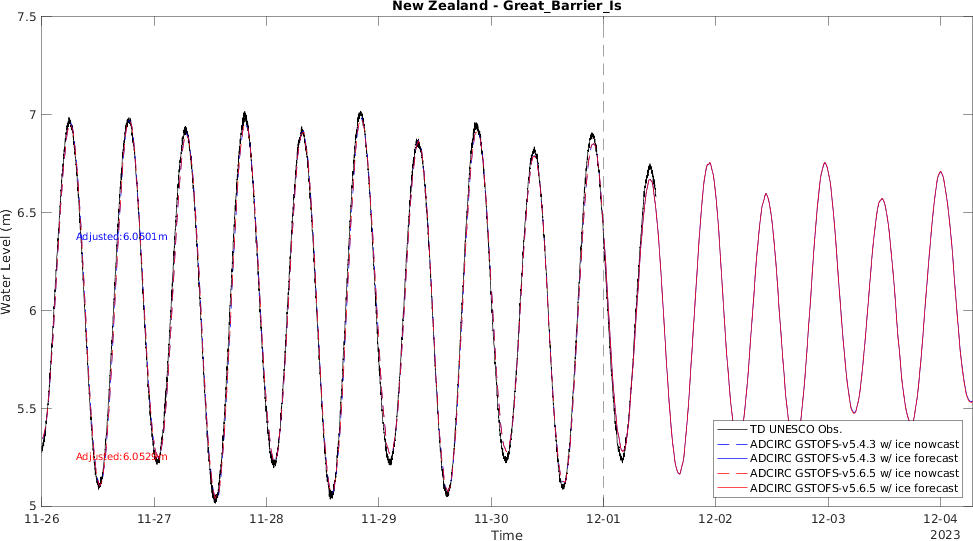 New Zealand - Great_Barrier_Is
7.5
7
6.5
6
5.5
5
Water Level (m)
Adjusted:6.0601m
Adjusted:6.0529m
TD UNESCO Obs.
ADCIRC GSTOFS-v5.4.3 w/ ice nowcast
ADCIRC GSTOFS-v5.4.3 w/ ice forecast
ADCIRC GSTOFS-v5.6.5 w/ ice nowcast
ADCIRC GSTOFS-v5.6.5 w/ ice forecast
11-26 11-27 11-28 11-29 11-30 12-01 12-02 12-03 12-04
Time
2023